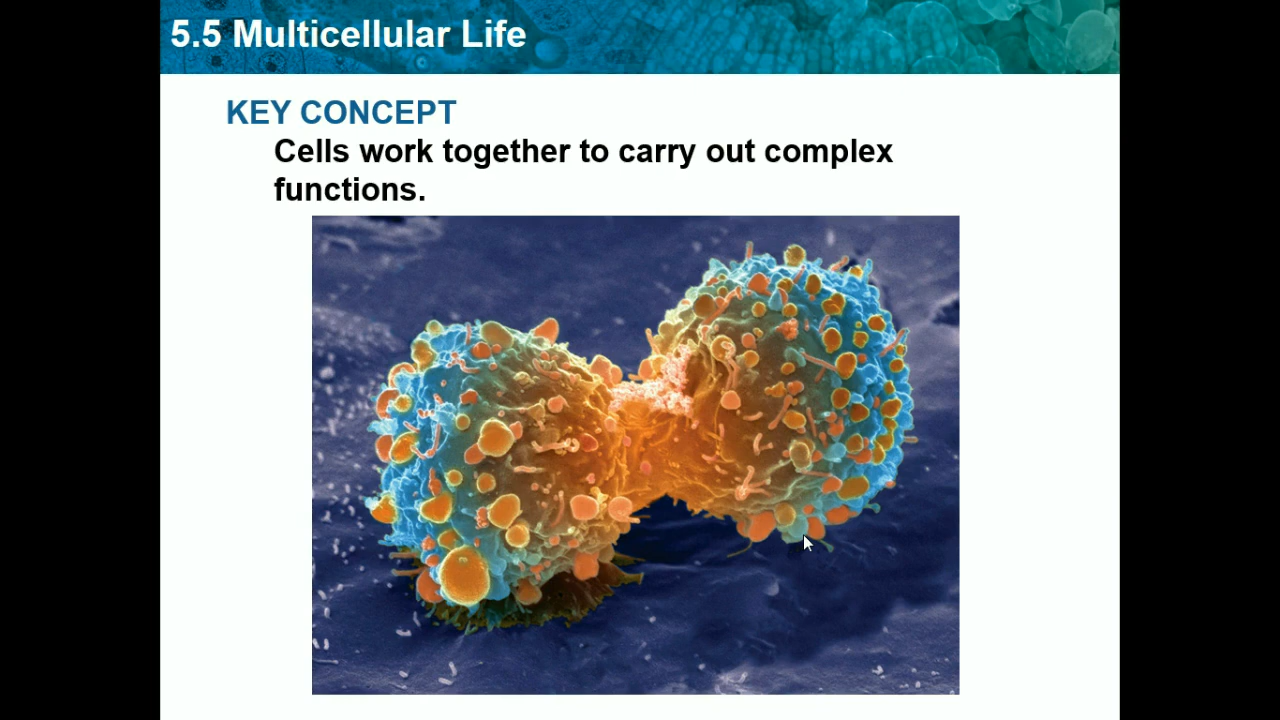 5.5 Multicellular Life
KEY CONCEPT
Cells work together to carry out complex
functions.